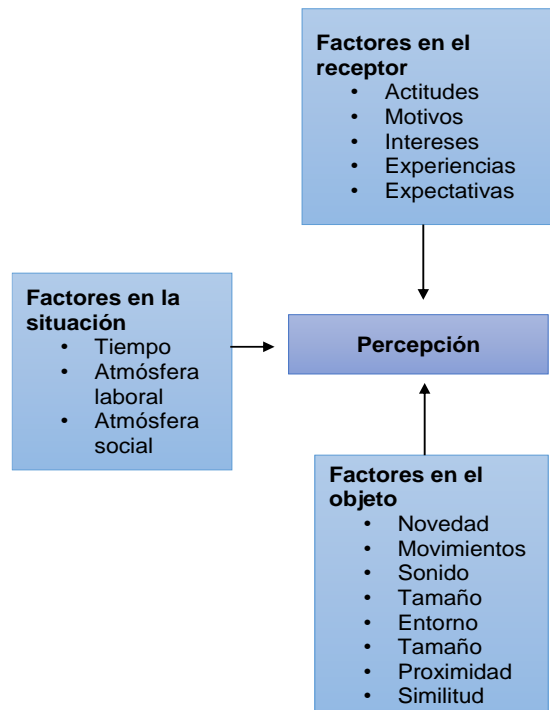 Factores en el
receptor
• Actitudes
• Motivos
• Intereses
• Experiencias
• Expectativas
Factores en la
situación
• Tiempo
• Atmósfera
laboral
• Atmósfera
social
Percepción
Factores en el
objeto
• Novedad
• Movimientos
• Sonido
• Tamaño
• Entorno
• Tamaño
• Proximidad
• Similitud